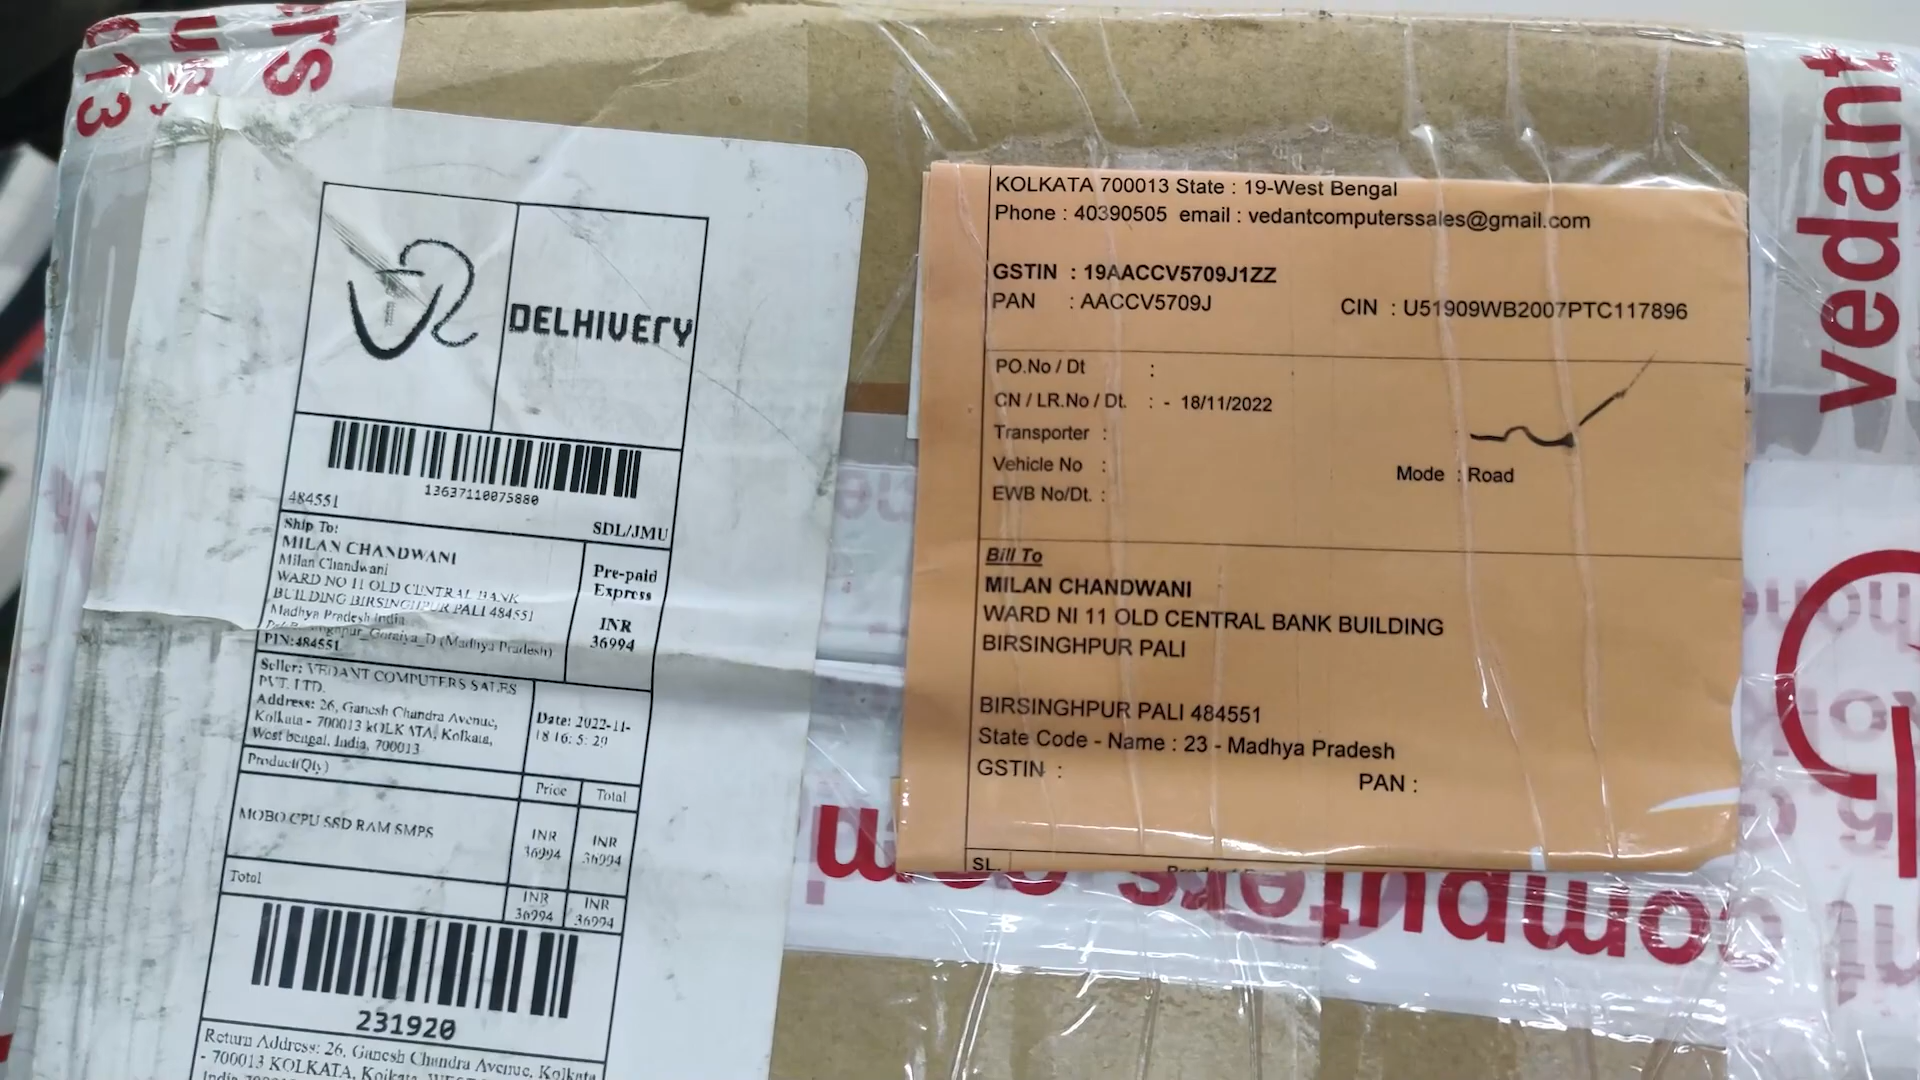 DELHIVERY
13637110075880
484551
SDL/JMU
Ship To:
MILAN CHANDWANI
Milan Chandwani
WARD NO 11 OLD CENTRAL BANK
BUILDING BIRSINGHPUR PALI 484551
Madhya Pradesh India
_Goraiya_D (Madhya Pradesh)
PIN:484551
Pre-paid
Express
INR
36994
Seller: VEDANT COMPUTERS SALES
PVT. LTD.
Address: 26, Ganesh Chandra Avenue,
Kolkata - 700013 kOLKATA, Kolkata,
West bengal, India, 700013
Date: 2022-11-
18 16: 5: 20
Product(Qty)
Price
Total
MOBO CPU SSD RAM SMPS
INR
36994
INR
36994
Total
INR
36994
INR
36994
231920
Return Address: 26, Ganesh Chandra Avenue, Kolkata
- 700013 KOLKATA, Kolkata,
KOLKATA 700013 State : 19-West Bengal
Phone : 40390505 email : vedantcomputerssales@gmail.com
GSTIN : 19AACCV5709J1ZZ
PAN : AACCV5709J
CIN : U51909WB2007PTC117896
PO.No / Dt :
CN / LR.No / Dt. : - 18/11/2022
Transporter :
Vehicle No :
EWB No/Dt. :
Mode : Road
Bill To
MILAN CHANDWANI
WARD NI 11 OLD CENTRAL BANK BUILDING
BIRSINGHPUR PALI
BIRSINGHPUR PALI 484551
State Code - Name : 23 - Madhya Pradesh
GSTIN :
PAN :
SL.
vedant
computers